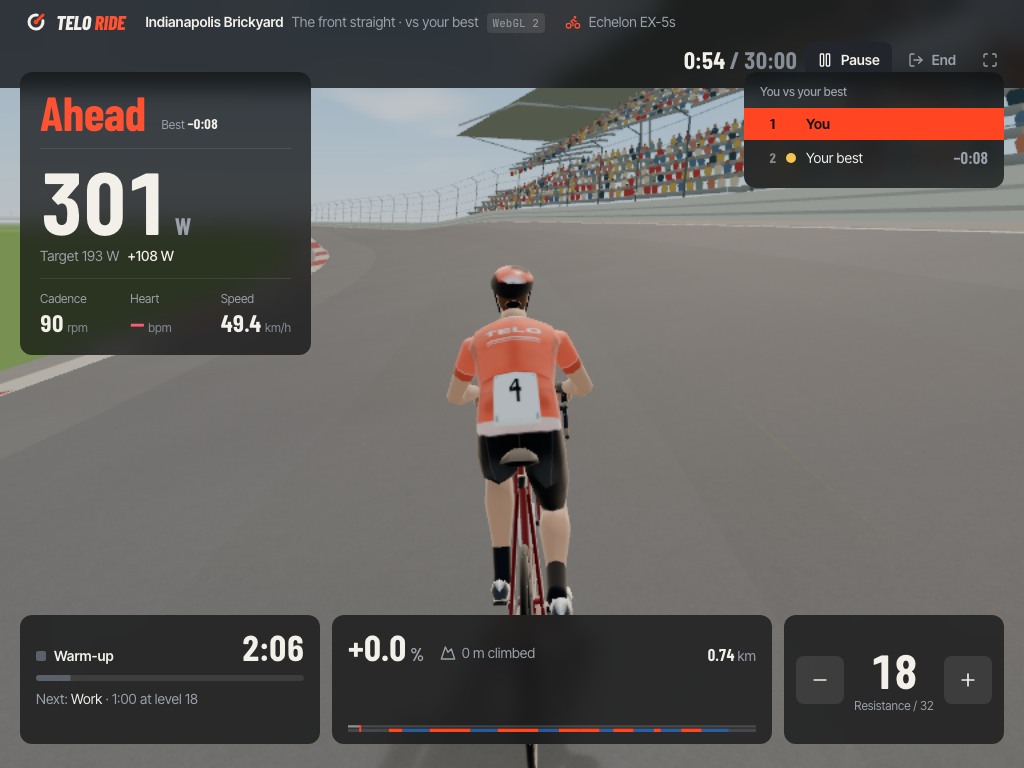 TELO RIDE Indianapolis Brickyard The front straight · vs your best WebGL 2 Echelon EX-5s
0:54 / 30:00 Pause End
Ahead Best −0:08
301 W
Target 193 W +108 W
Cadence Heart Speed
90 rpm – bpm 49.4 km/h
You vs your best
1 You
2 Your best −0:08
TELO
4
Warm-up 2:06
Next: Work · 1:00 at level 18
+0.0 % 0 m climbed 0.74 km
− 18 +
Resistance / 32